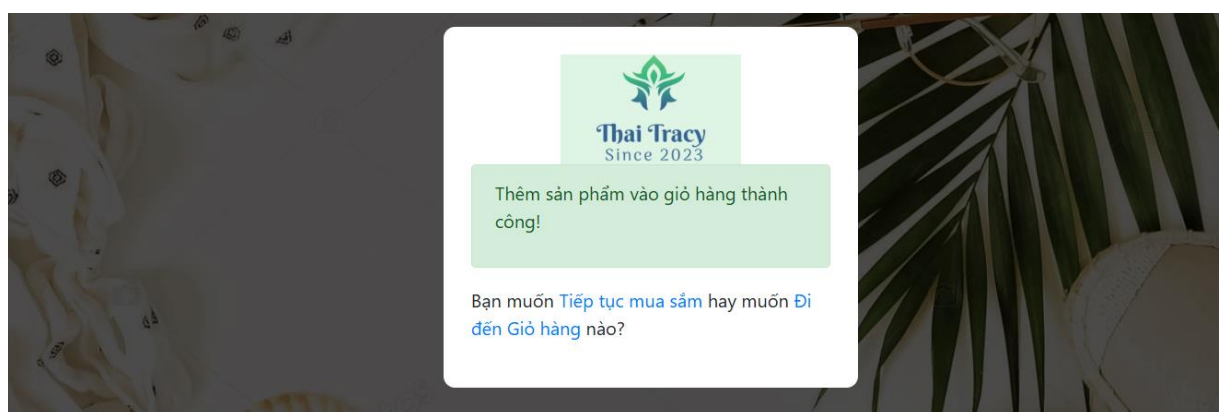 Thai Tracy
Since 2023
Thêm sản phẩm vào giỏ hàng thành
công!
Bạn muốn Tiếp tục mua sắm hay muốn Đi
đến Giỏ hàng nào?